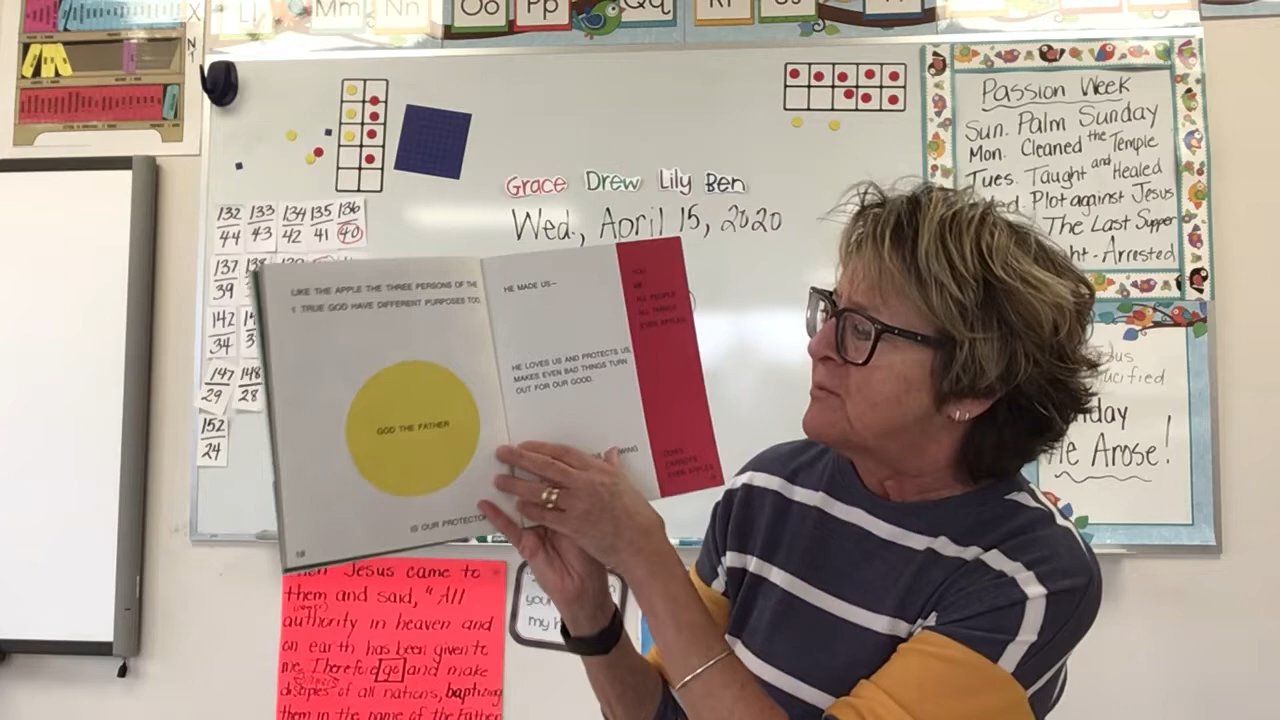 Mm Nn Oo Pp Qq
Grace Drew Lily Ben
Wed., April 15, 2020
132 133 134 135 136
44 43 42 41 40
137
39
142
34
147 148
29 28
152
24
LIKE THE APPLE THE THREE PERSONS OF THE
1 TRUE GOD HAVE DIFFERENT PURPOSES TOO.
GOD THE FATHER
IS OUR PROTECTOR
18
HE MADE US—
HE LOVES US AND PROTECTS US,
MAKES EVEN BAD THINGS TURN
OUT FOR OUR GOOD.
YOU
ME
ALL PEOPLE
ALL THINGS
EVEN APPLES.
EVEN APPLES
Passion Week
Sun. Palm Sunday
Mon. Cleaned the Temple
Tues. Taught and Healed
Plot against Jesus
The Last Supper
Arrested
He Arose!
Jesus came to
them and said, "All
authority in heaven and
on earth has been given to
me. Therefore go and make
disciples of all nations, baptizing
them in the name of the Father